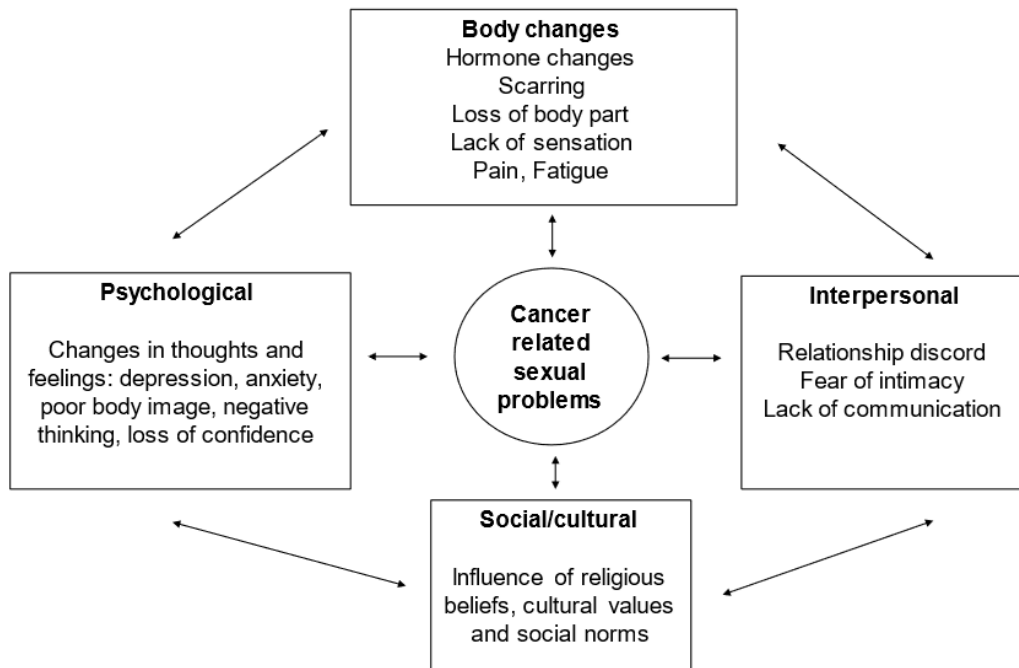 Body changes
Hormone changes
Scarring
Loss of body part
Lack of sensation
Pain, Fatigue
Psychological
Changes in thoughts and
feelings: depression, anxiety,
poor body image, negative
thinking, loss of confidence
Cancer
related
sexual
problems
Interpersonal
Relationship discord
Fear of intimacy
Lack of communication
Social/cultural
Influence of religious
beliefs, cultural values
and social norms